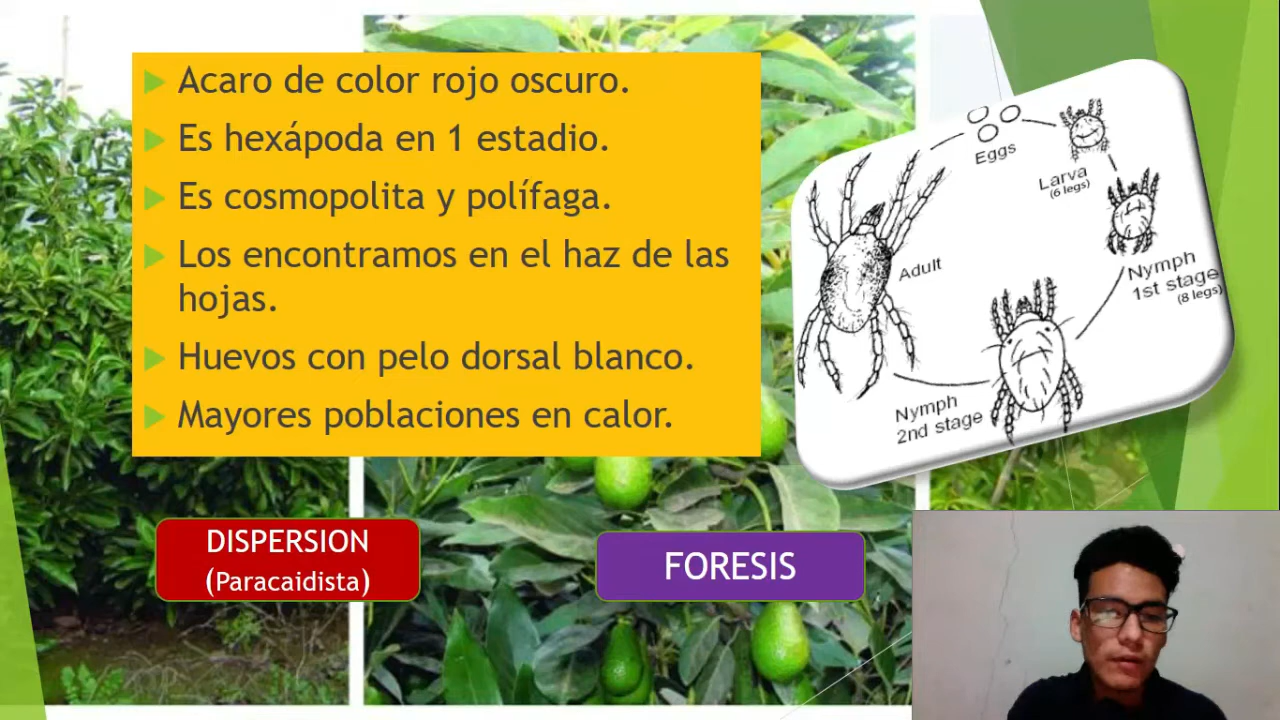 Acaro de color rojo oscuro.
Es hexápoda en 1 estadio.
Es cosmopolita y polífaga.
Los encontramos en el haz de las
hojas.
Huevos con pelo dorsal blanco.
Mayores poblaciones en calor.
Eggs
Larva
(6 legs)
Nymph
1st stage
(8 legs)
Adult
Nymph
2nd stage
DISPERSION
(Paracaidista)
FORESIS